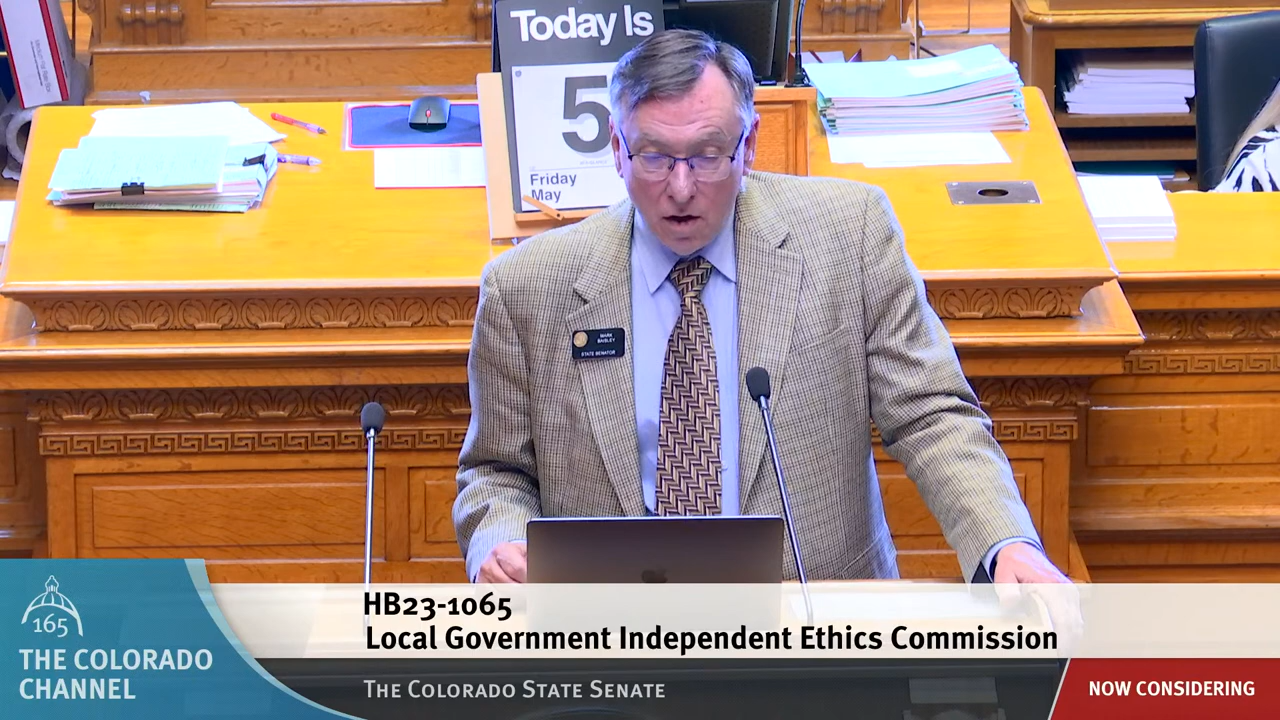 Today Is
5
Friday
May
MARK
BAISLEY
STATE SENATOR
HB23-1065
Local Government Independent Ethics Commission
165
THE COLORADO
CHANNEL
THE COLORADO STATE SENATE
NOW CONSIDERING